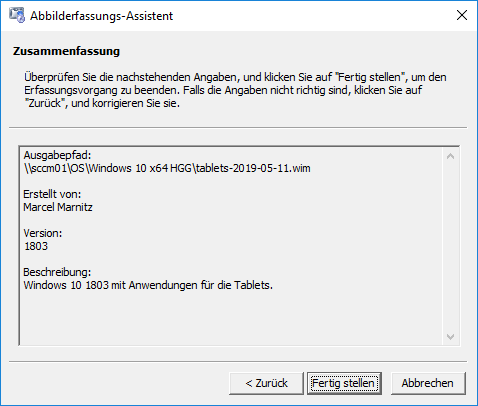 Abbilderfassungs-Assistent
Zusammenfassung
Überprüfen Sie die nachstehenden Angaben, und klicken Sie auf "Fertig stellen", um den
Erfassungsvorgang zu beenden. Falls die Angaben nicht richtig sind, klicken Sie auf
"Zurück", und korrigieren Sie sie.
Ausgabepfad:
\\sccm01\OS\Windows 10 x64 HGG\tablets-2019-05-11.wim
Erstellt von:
Marcel Marnitz
Version:
1803
Beschreibung:
Windows 10 1803 mit Anwendungen für die Tablets.
< Zurück
Fertig stellen
Abbrechen